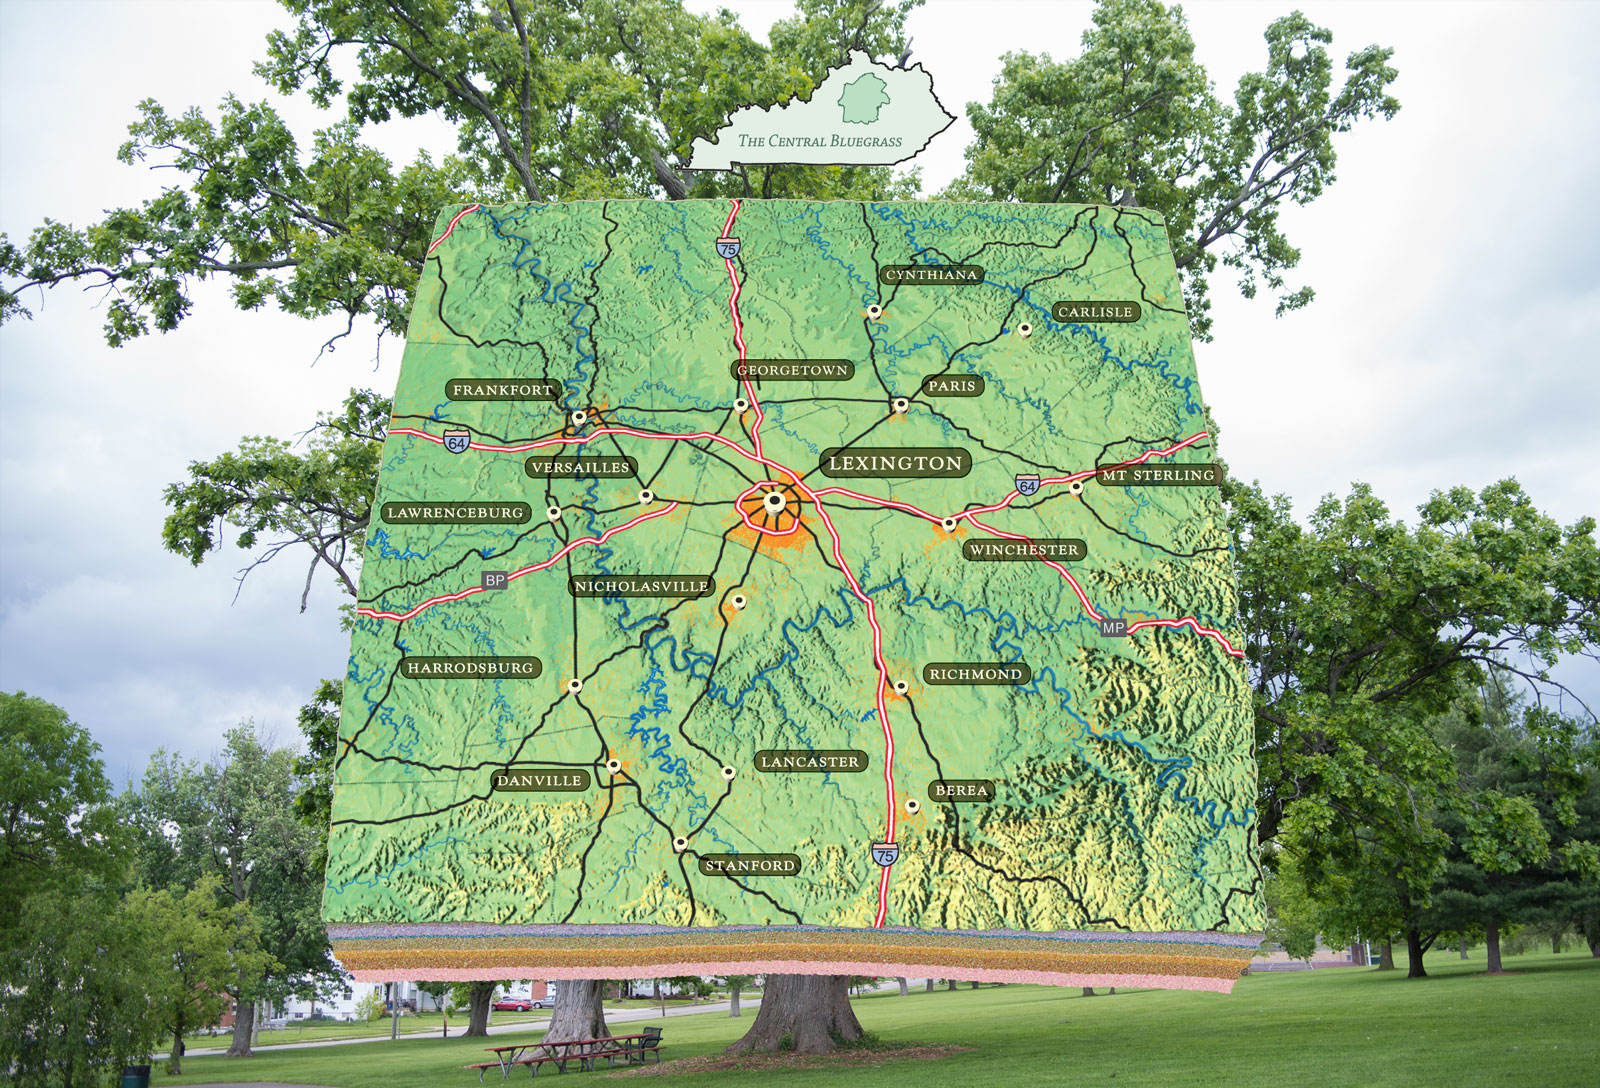 The Central Bluegrass
75
CYNTHIANA
CARLISLE
GEORGETOWN
FRANKFORT
PARIS
64
VERSAILLES
LEXINGTON
MT STERLING
64
LAWRENCEBURG
WINCHESTER
BP
NICHOLASVILLE
MP
HARRODSBURG
RICHMOND
LANCASTER
DANVILLE
BEREA
75
STANFORD